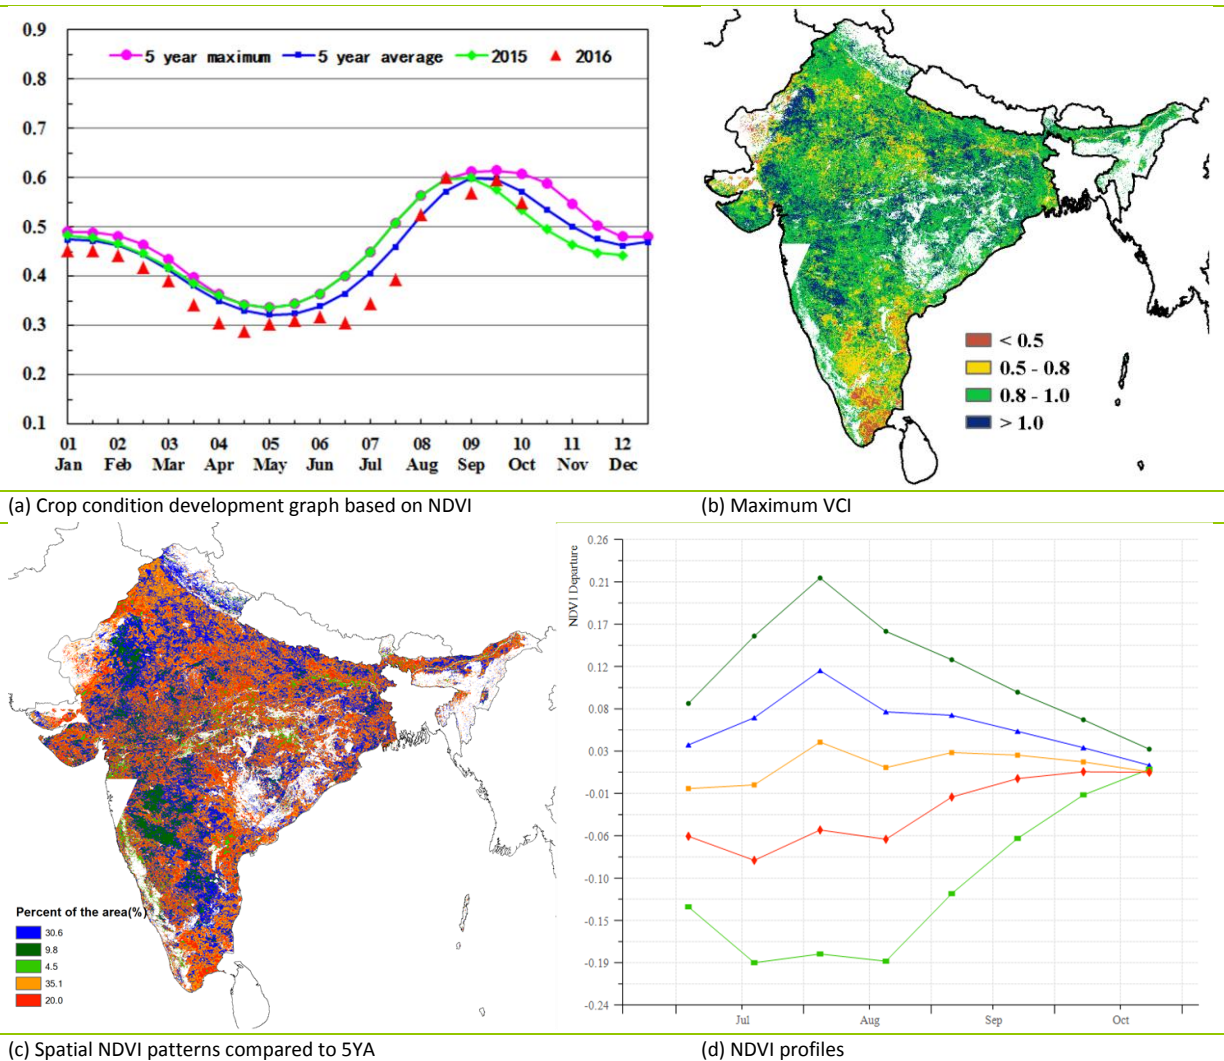 0.9
5 year maximum 5 year average 2015 2016
0.8
0.7
0.6
0.5
0.4
0.3
0.2
0.1
01 02 03 04 05 06 07 08 09 10 11 12
Jan Feb Mar Apr May Jun Jul Aug Sep Oct Nov Dec
< 0.5
0.5 - 0.8
0.8 - 1.0
> 1.0
(a) Crop condition development graph based on NDVI
(b) Maximum VCI
Percent of the area(%)
30.6
9.8
4.5
35.1
20.0
NDVI Departure
0.26
0.21
0.17
0.12
0.08
0.03
-0.01
-0.06
-0.10
-0.15
-0.19
-0.24
Jul Aug Sep Oct
(c) Spatial NDVI patterns compared to 5YA
(d) NDVI profiles